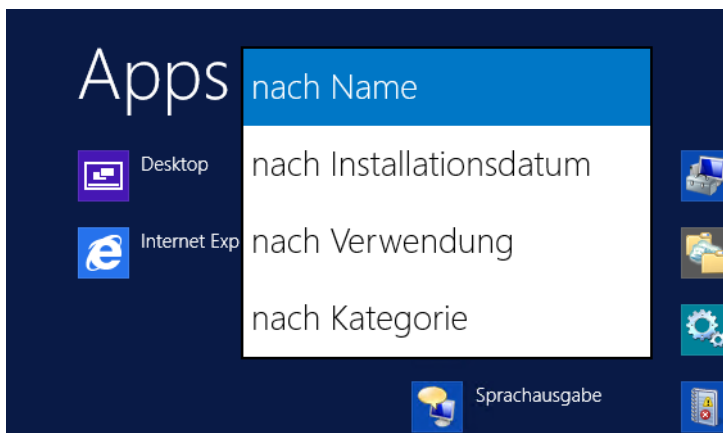 Apps
nach Name
nach Installationsdatum
nach Verwendung
nach Kategorie
Desktop
Internet Exp
Sprachausgabe